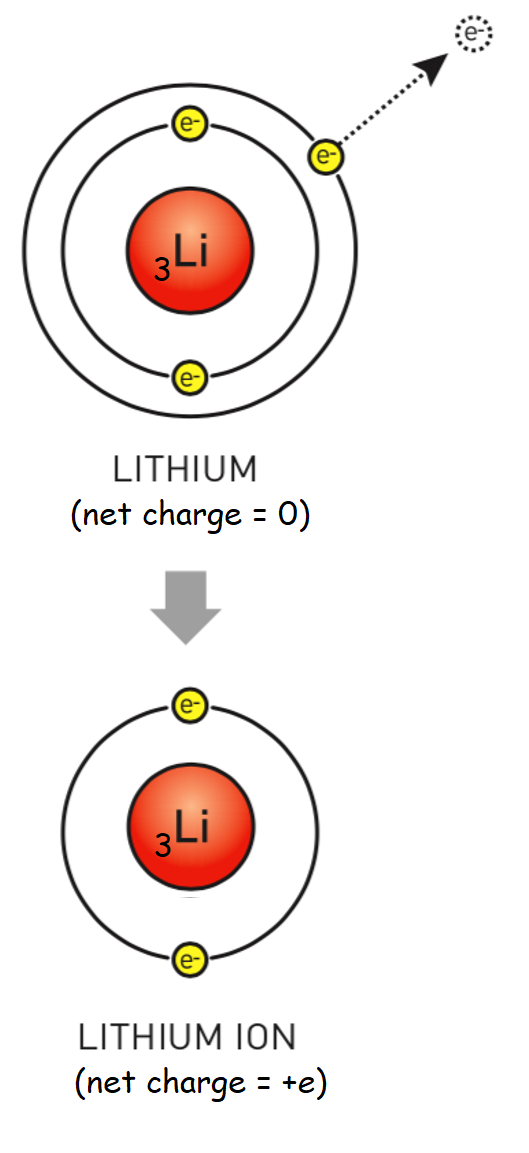 e-
e-
e-
₃Li
e-
LITHIUM
(net charge = 0)
e-
₃Li
e-
LITHIUM ION
(net charge = +e)